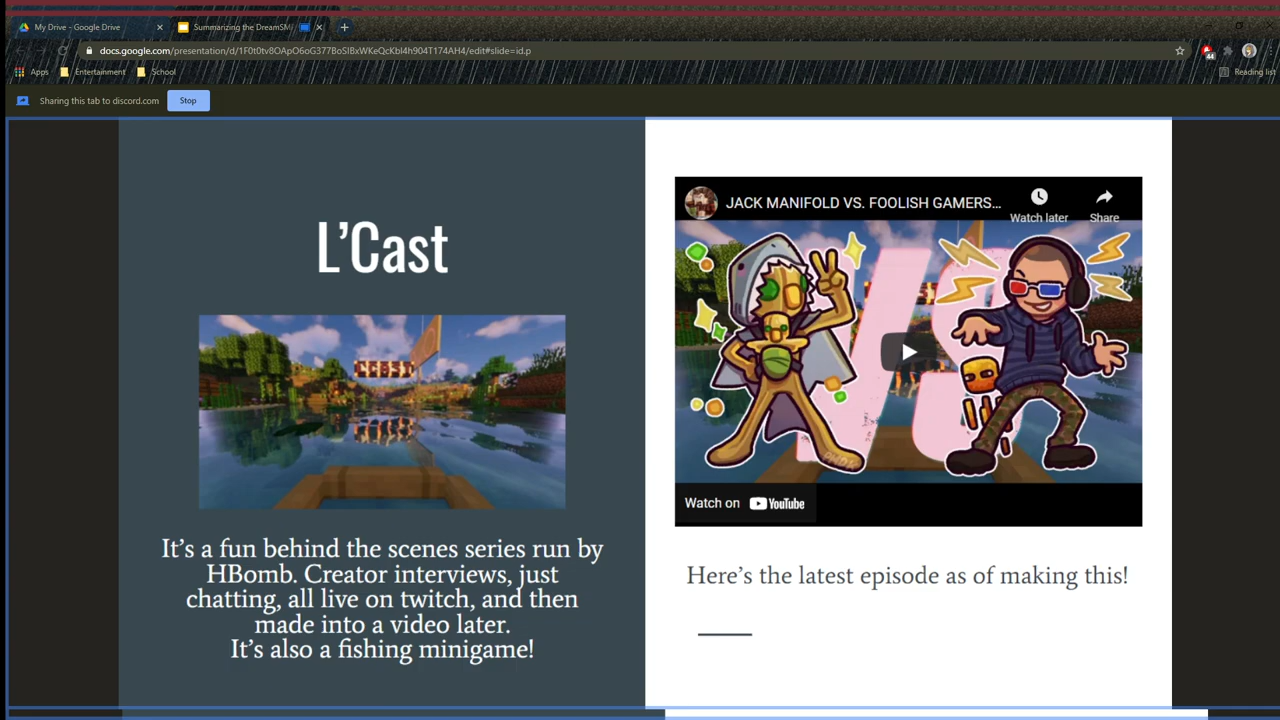 My Drive – Google Drive
Summarizing the DreamSM
docs.google.com/presentation/d/1F0t0tv8OApO6oG377BoSIBxWKeQcKbl4h904T174AH4/edit#slide=id.p
44
Apps
Entertainment
School
Reading list
Sharing this tab to discord.com
Stop
L'Cast
It's a fun behind the scenes series run by
HBomb. Creator interviews, just
chatting, all live on twitch, and then
made into a video later.
It's also a fishing minigame!
JACK MANIFOLD VS. FOOLISH GAMERS...
Watch later
Share
VS
Watch on YouTube
Here's the latest episode as of making this!